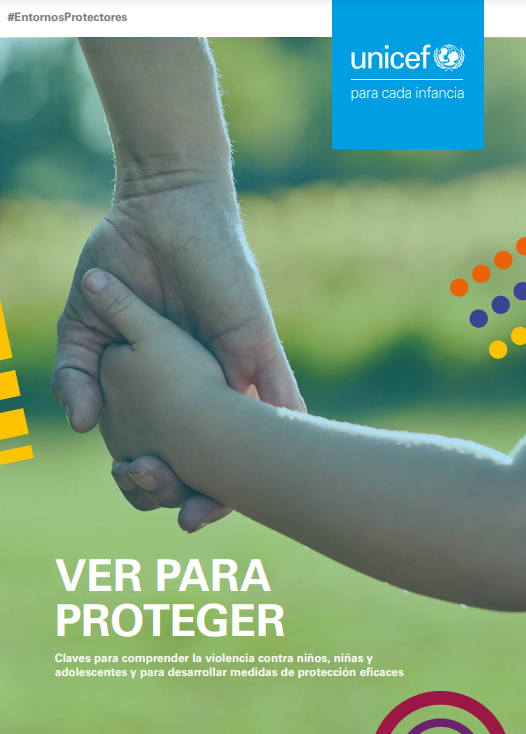 #EntornosProtectores
unicef
para cada infancia
VER PARA
PROTEGER
Claves para comprender la violencia contra niños, niñas y
adolescentes y para desarrollar medidas de protección eficaces